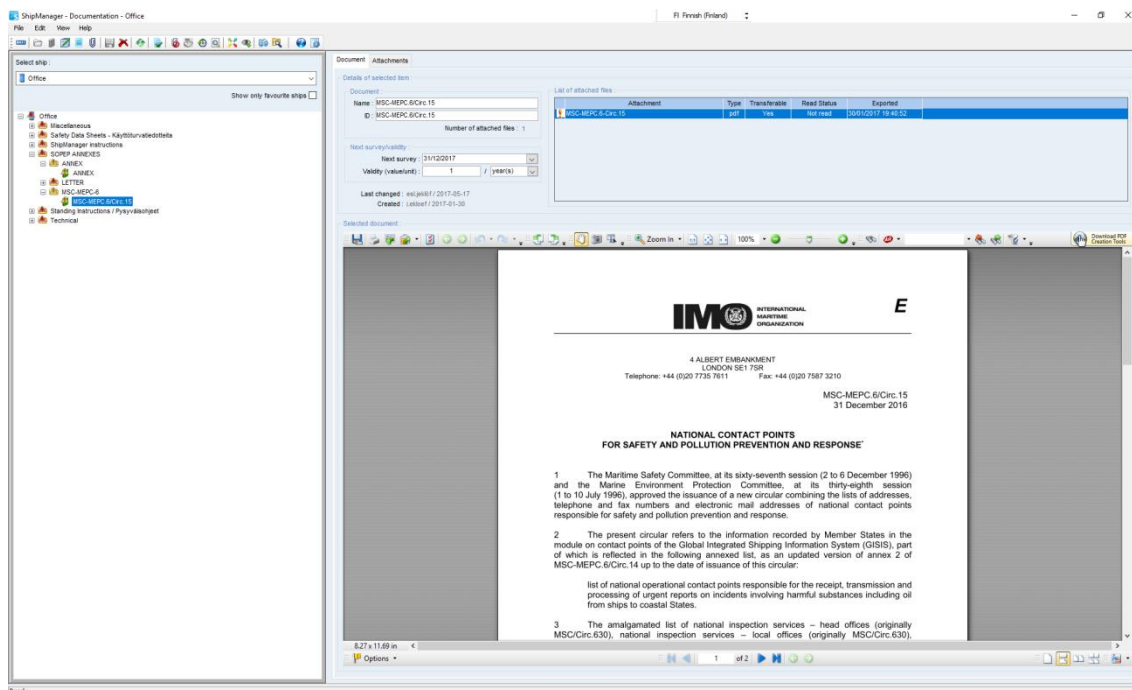 ShipManager - Documentation - Office
FI Finnish (Finland)
File Edit View Help
Select ship :
Office
Show only favourite ships
Office
Miscellaneous
Safety Data Sheets - Käyttöturvatiedotteita
ShipManager instructions
SOPEP ANNEXES
ANNEX
ANNEX
LETTER
MSC-MEPC-6
MSC-MEPC.6/Circ.15
Standing Instructions / Pysyväisohjeet
Technical
Document Attachments
Details of selected item
Document
Name : MSC-MEPC.6/Circ.15
ID : MSC-MEPC.6/Circ.15
Number of attached files : 1
Next survey/validity
Next survey : 31/12/2017
Validity (value/unit) : 1 / year(s)
Last changed : / 2017-05-17
Created : / 2017-01-30
List of attached files
Attachment Type Transferable Read Status Exported
MSC-MEPC.6-Circ.15 pdf Yes Not read 30/01/2017 19:40:52
Selected document
Zoom In 100%
Download PDF
Creation Tools
IMO
INTERNATIONAL
MARITIME
ORGANIZATION
E
4 ALBERT EMBANKMENT
LONDON SE1 7SR
Telephone: +44 (0)20 7735 7611 Fax: +44 (0)20 7587 3210
MSC-MEPC.6/Circ.15
31 December 2016
NATIONAL CONTACT POINTS
FOR SAFETY AND POLLUTION PREVENTION AND RESPONSE*
1 The Maritime Safety Committee, at its sixty-seventh session (2 to 6 December 1996)
and the Marine Environment Protection Committee, at its thirty-eighth session
(1 to 10 July 1996), approved the issuance of a new circular combining the lists of addresses,
telephone and fax numbers and electronic mail addresses of national contact points
responsible for safety and pollution prevention and response.
2 The present circular refers to the information recorded by Member States in the
module on contact points of the Global Integrated Shipping Information System (GISIS), part
of which is reflected in the following annexed list, as an updated version of annex 2 of
MSC-MEPC.6/Circ.14 up to the date of issuance of this circular:
list of national operational contact points responsible for the receipt, transmission and
processing of urgent reports on incidents involving harmful substances including oil
from ships to coastal States.
3 The amalgamated list of national inspection services – head offices (originally
MSC/Circ.630), national inspection services – local offices (originally MSC/Circ.630),
8.27 x 11.69 in
Options
1 of 2